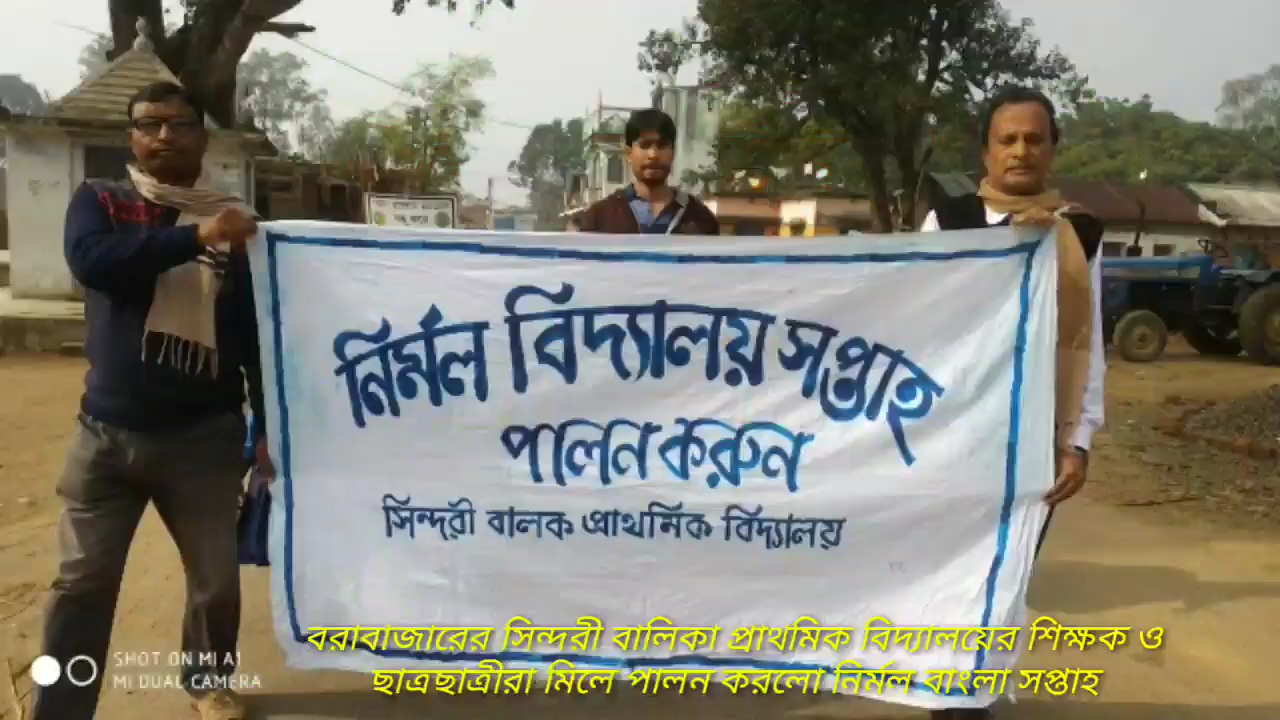 নির্মল বিদ্যালয় সপ্তাহ
পালন করুন
সিন্দরী বালক প্রাথমিক বিদ্যালয়
বরাবাজারের সিন্দরী বালিকা প্রাথমিক বিদ্যালয়ের শিক্ষক ও
ছাত্রছাত্রীরা মিলে পালন করলো নির্মল বাংলা সপ্তাহ
SHOT ON MI A1
MI DUAL CAMERA